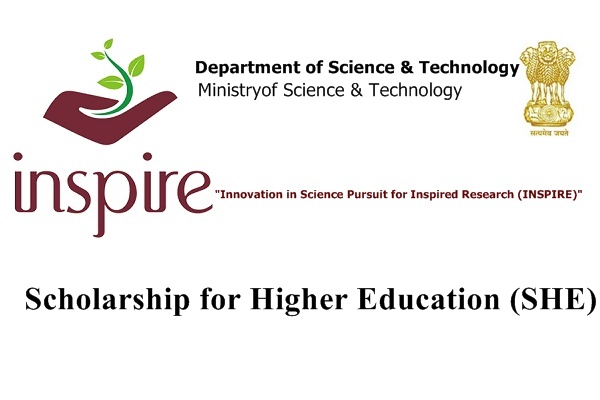 Department of Science & Technology
Ministryof Science & Technology
सत्यमेव जयते
inspire
"Innovation in Science Pursuit for Inspired Research (INSPIRE)"
Scholarship for Higher Education (SHE)